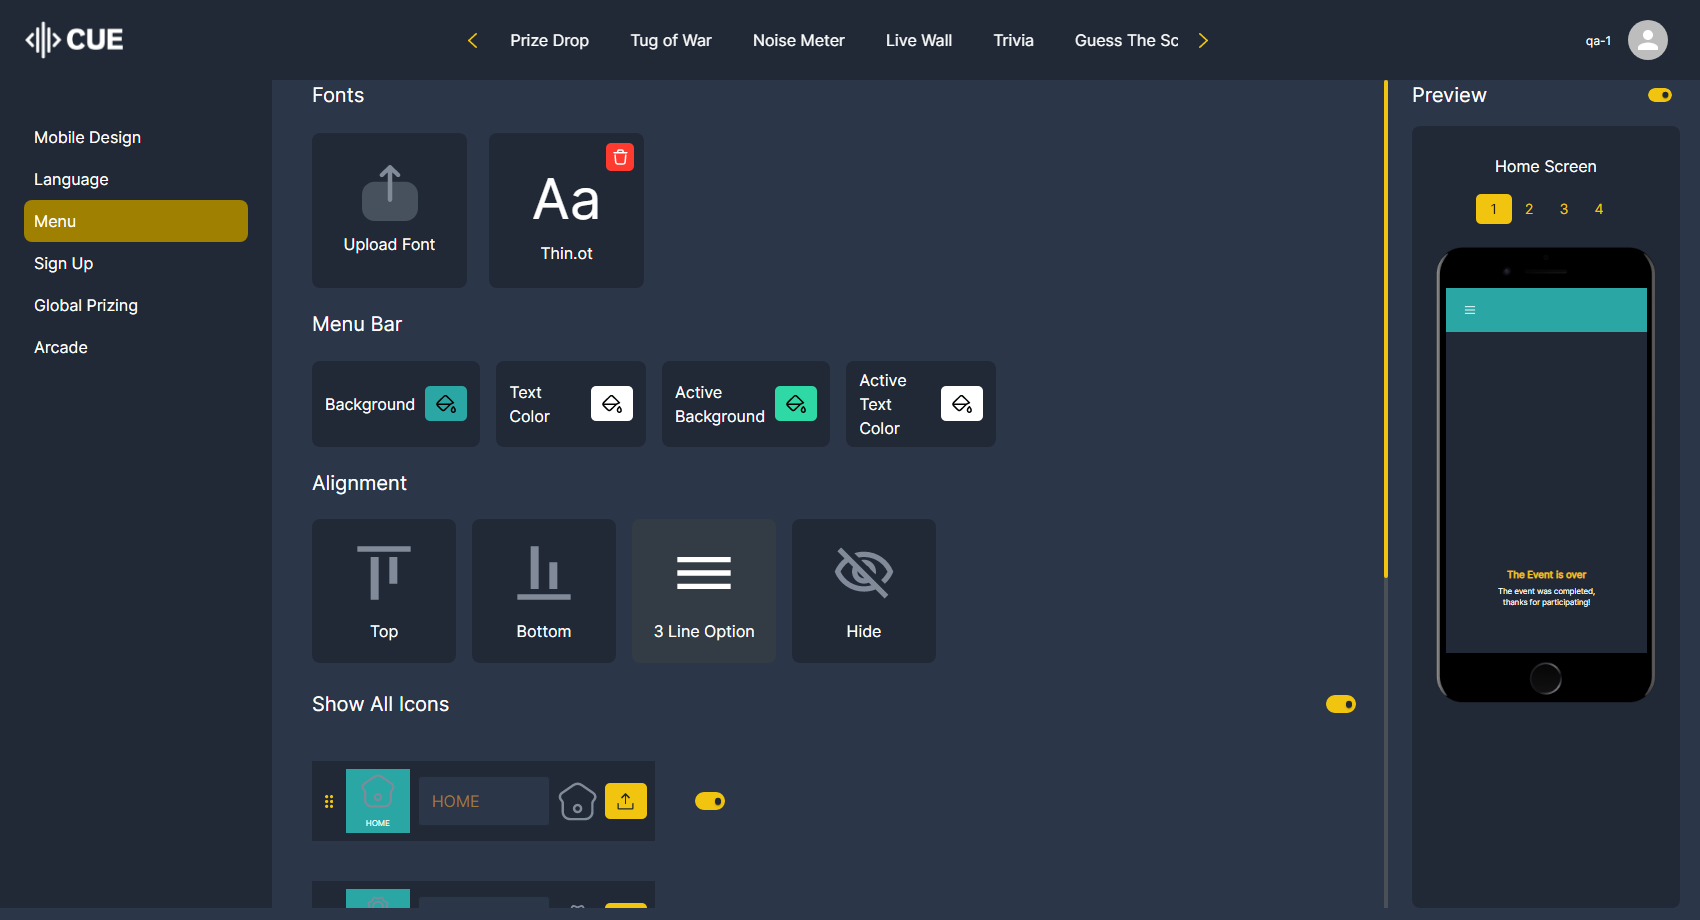 CUE
Prize Drop
Tug of War
Noise Meter
Live Wall
Trivia
Guess The Sc
qa-1
Mobile Design
Language
Menu
Sign Up
Global Prizing
Arcade
Fonts
Upload Font
Aa
Thin.ot
Menu Bar
Background
Text
Color
Active
Background
Active
Text
Color
Alignment
Top
Bottom
3 Line Option
Hide
Show All Icons
HOME
HOME
Preview
Home Screen
1 2 3 4
The Event is over
The event was completed,
thanks for participating!